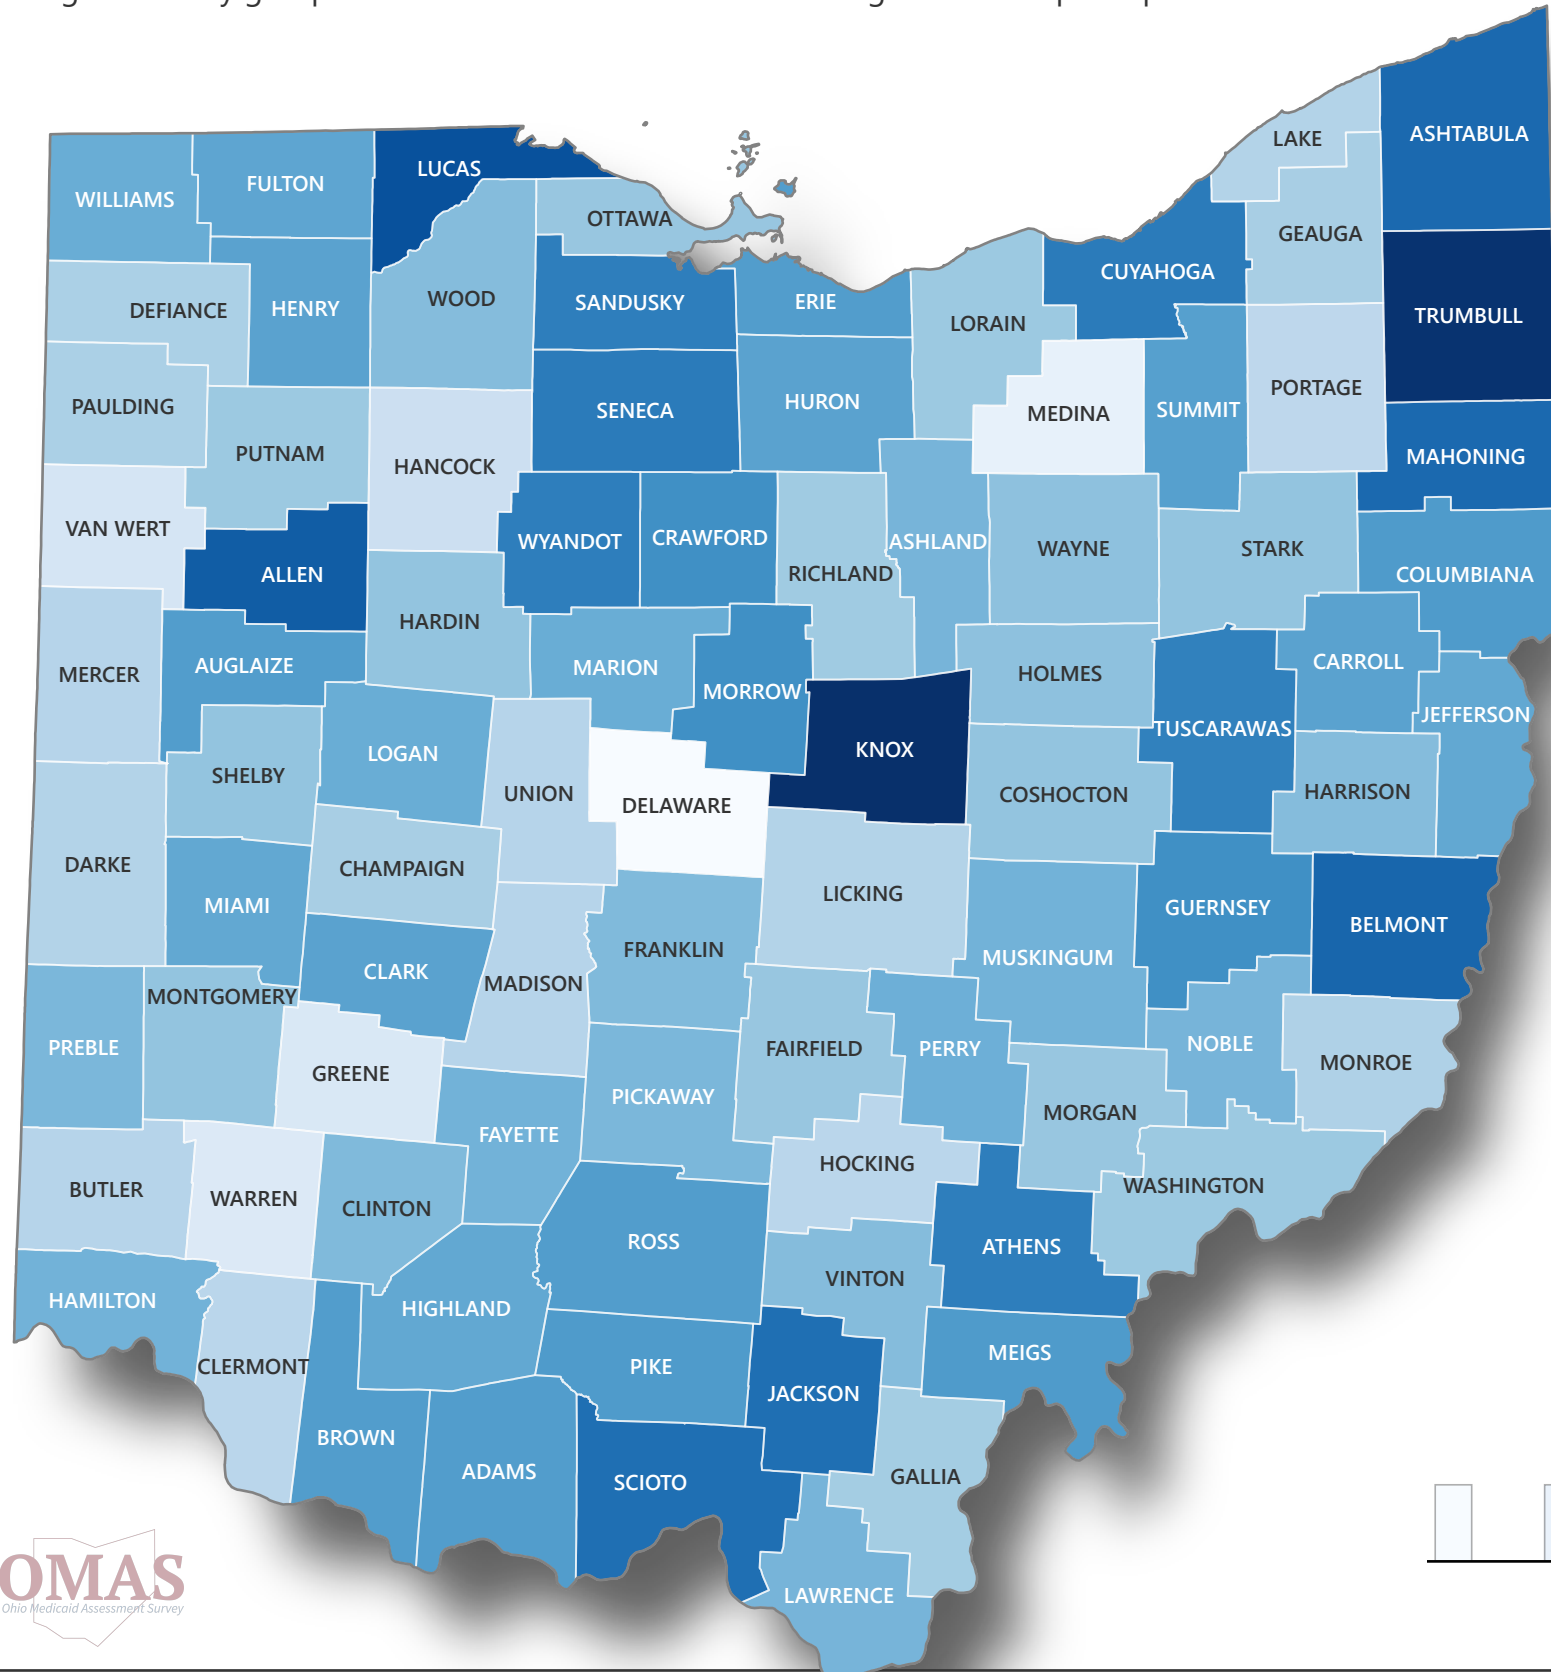 LAKE
ASHTABULA
LUCAS
WILLIAMS
FULTON
OTTAWA
GEAUGA
CUYAHOGA
DEFIANCE
HENRY
WOOD
SANDUSKY
ERIE
LORAIN
TRUMBULL
PAULDING
SENECA
HURON
MEDINA
SUMMIT
PORTAGE
PUTNAM
HANCOCK
MAHONING
VAN WERT
ALLEN
WYANDOT
CRAWFORD
RICHLAND
ASHLAND
WAYNE
STARK
COLUMBIANA
HARDIN
MERCER
AUGLAIZE
MARION
MORROW
HOLMES
CARROLL
JEFFERSON
TUSCARAWAS
LOGAN
KNOX
SHELBY
UNION
DELAWARE
COSHOCTON
HARRISON
DARKE
CHAMPAIGN
MIAMI
LICKING
GUERNSEY
BELMONT
FRANKLIN
MUSKINGUM
CLARK
MADISON
MONTGOMERY
PREBLE
GREENE
FAIRFIELD
PERRY
NOBLE
MONROE
PICKAWAY
MORGAN
FAYETTE
HOCKING
BUTLER
WARREN
CLINTON
WASHINGTON
ROSS
ATHENS
HAMILTON
HIGHLAND
VINTON
CLERMONT
PIKE
MEIGS
JACKSON
BROWN
ADAMS
SCIOTO
GALLIA
LAWRENCE
OMAS
Ohio Medicaid Assessment Survey